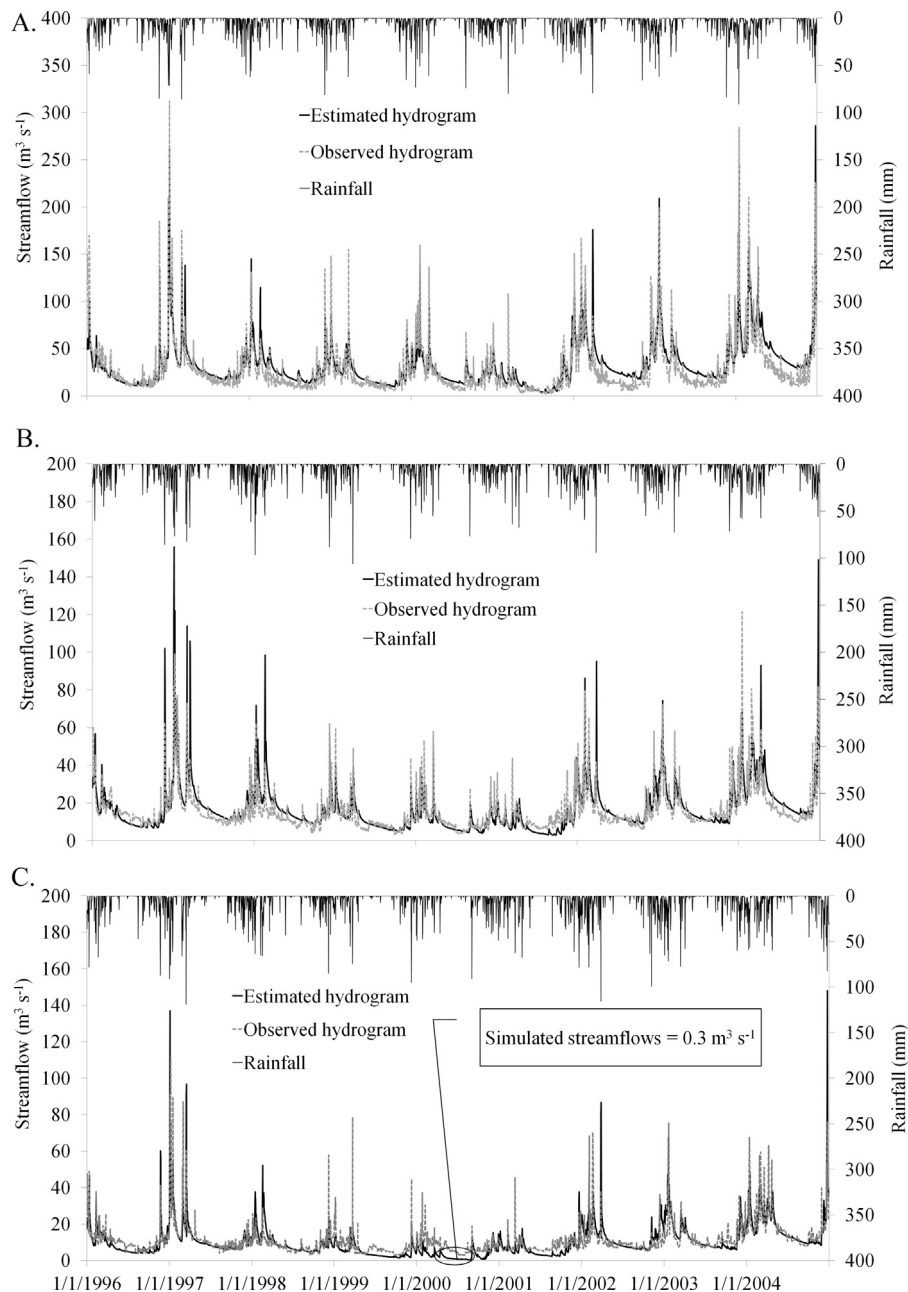 A.
400
350
300
250
200
150
100
50
0
Streamflow (m³ s⁻¹)
Estimated hydrogram
Observed hydrogram
Rainfall
0
50
100
150
200
250
300
350
400
Rainfall (mm)
B.
200
180
160
140
120
100
80
60
40
20
0
Streamflow (m³ s⁻¹)
Estimated hydrogram
Observed hydrogram
Rainfall
0
50
100
150
200
250
300
350
400
Rainfall (mm)
C.
200
180
160
140
120
100
80
60
40
20
0
Streamflow (m³ s⁻¹)
Estimated hydrogram
Observed hydrogram
Rainfall
Simulated streamflows = 0.3 m³ s⁻¹
0
50
100
150
200
250
300
350
400
Rainfall (mm)
1/1/1996 1/1/1997 1/1/1998 1/1/1999 1/1/2000 1/1/2001 1/1/2002 1/1/2003 1/1/2004